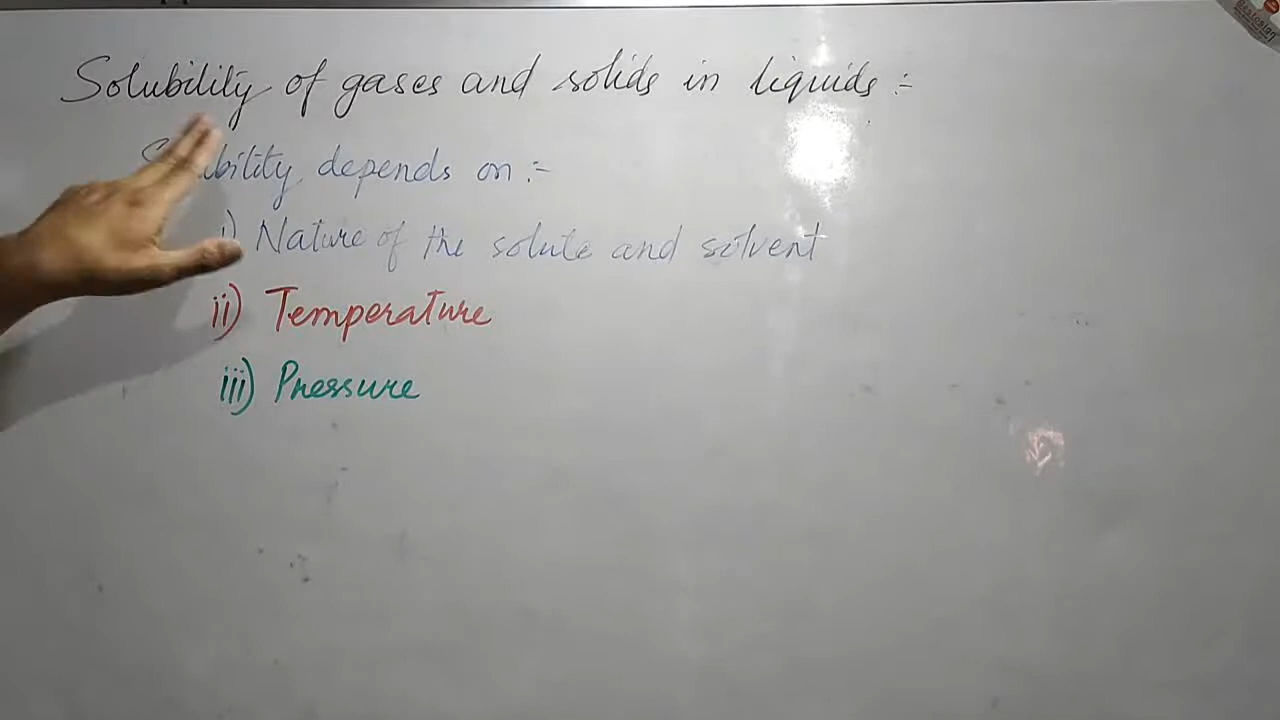 Solubility of gases and solids in liquids :-
Solubility depends on :-
i) Nature of the solute and solvent
ii) Temperature
iii) Pressure